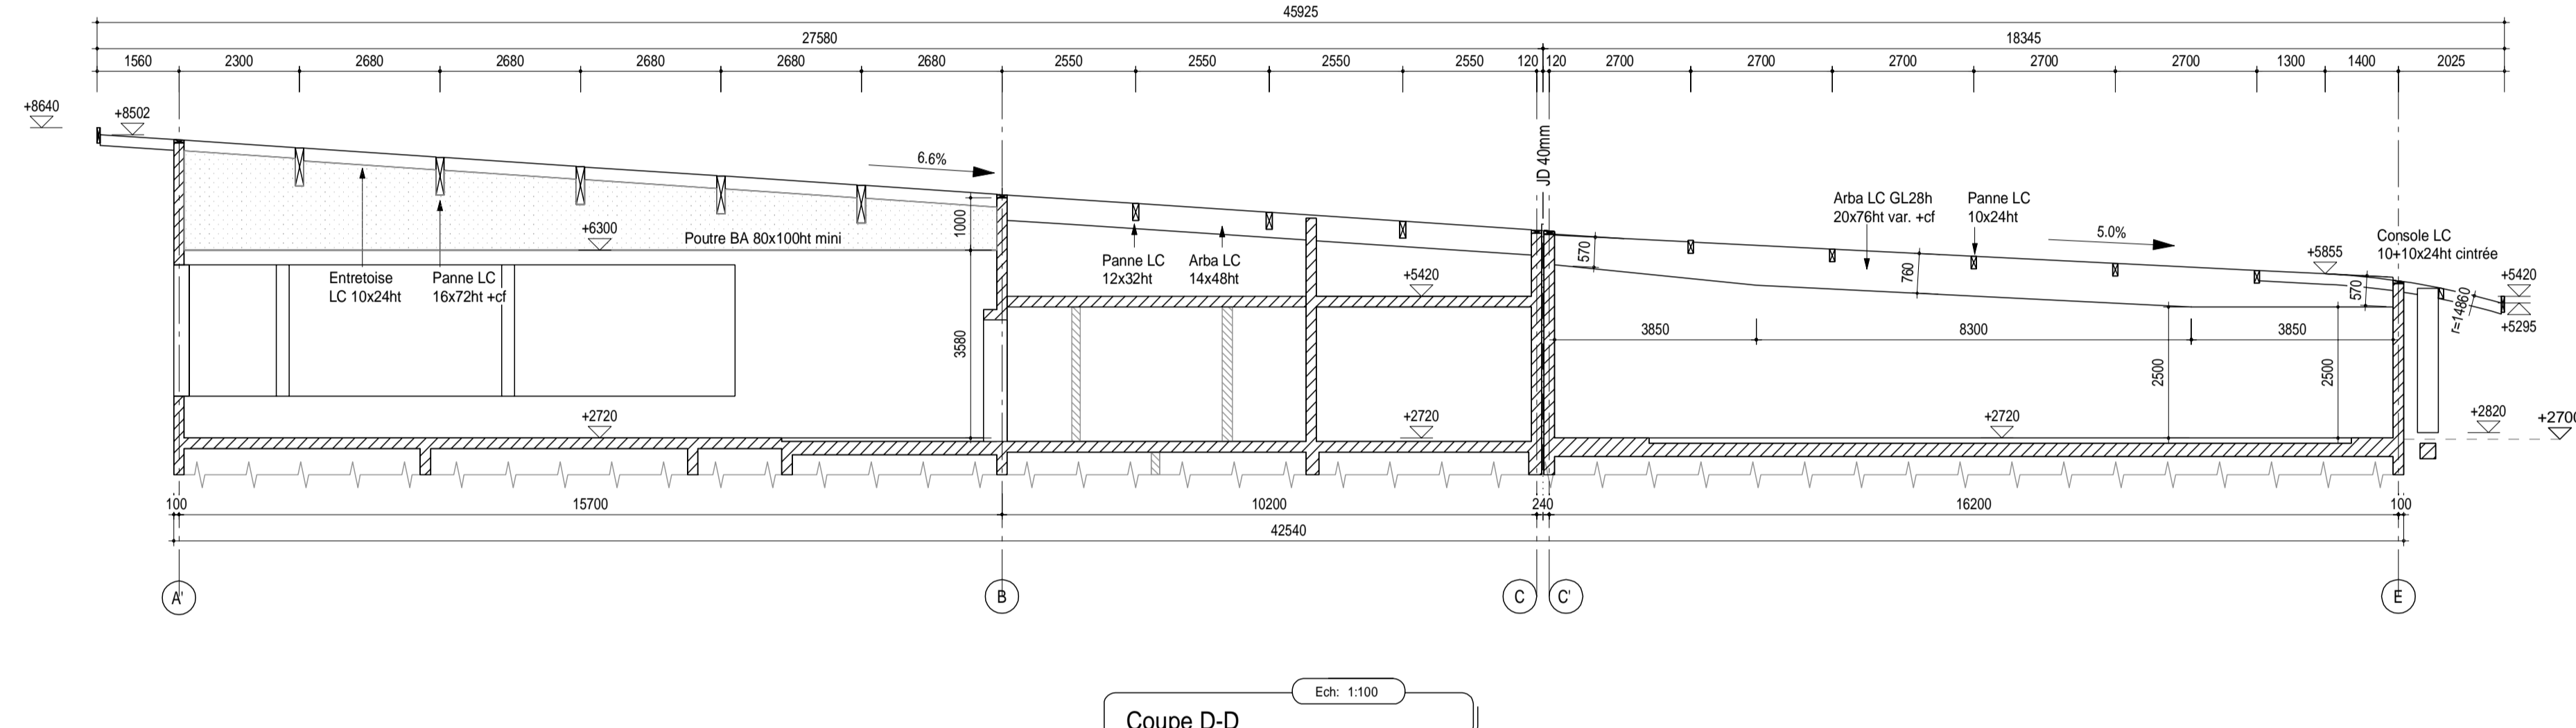 45925
27580
18345
1560 2300 2680 2680 2680 2680 2680 2550 2550 2550 2550 120 120 2700 2700 2700 2700 2700 1300 1400 2025
+8640
+8502
6.6%
JD 40mm
1000
+6300
Poutre BA 80x100ht mini
Entretoise
LC 10x24ht
Panne LC
16x72ht +cf
3580
+2720
Panne LC
12x32ht
Arba LC
14x48ht
+5420
+2720
570
Arba LC GL28h
20x76ht var. +cf
Panne LC
10x24ht
760
5.0%
+5855
570
Console LC
10+10x24ht cintrée
r=14860
+5420
+5295
3850 8300 3850
2500
2500
+2720
+2820
+2700
100 15700 10200 240 16200 100
42540
A' B C C' E
Ech: 1:100
Coupe D-D